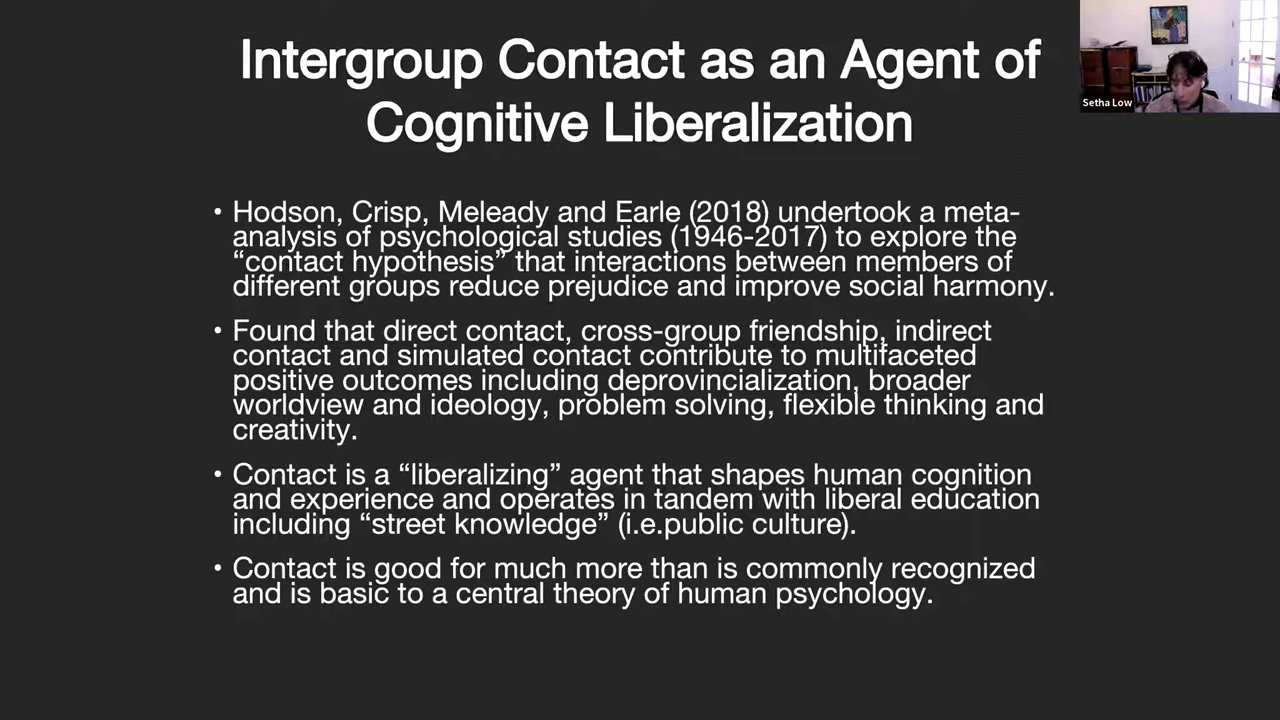 Intergroup Contact as an Agent of
Cognitive Liberalization
Setha Low
• Hodson, Crisp, Meleady and Earle (2018) undertook a meta-
analysis of psychological studies (1946-2017) to explore the
“contact hypothesis” that interactions between members of
different groups reduce prejudice and improve social harmony.
• Found that direct contact, cross-group friendship, indirect
contact and simulated contact contribute to multifaceted
positive outcomes including deprovincialization, broader
worldview and ideology, problem solving, flexible thinking and
creativity.
• Contact is a “liberalizing” agent that shapes human cognition
and experience and operates in tandem with liberal education
including “street knowledge” (i.e.public culture).
• Contact is good for much more than is commonly recognized
and is basic to a central theory of human psychology.